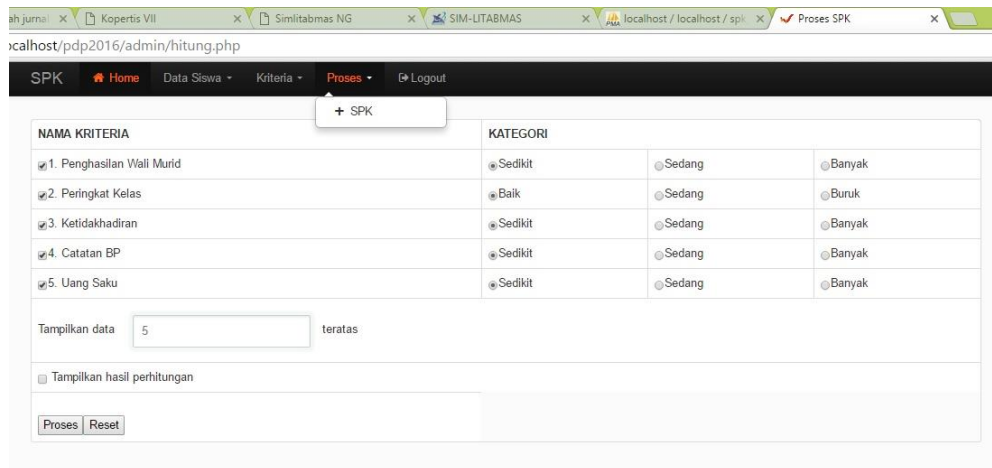 ah jurnal × Kopertis VII × Simlitabmas NG × SIM-LITABMAS × localhost / localhost / spk × Proses SPK ×
ocalhost/pdp2016/admin/hitung.php
SPK Home Data Siswa Kriteria Proses Logout
+ SPK
NAMA KRITERIA KATEGORI
1. Penghasilan Wali Murid Sedikit Sedang Banyak
2. Peringkat Kelas Baik Sedang Buruk
3. Ketidakhadiran Sedikit Sedang Banyak
4. Catatan BP Sedikit Sedang Banyak
5. Uang Saku Sedikit Sedang Banyak
Tampilkan data 5 teratas
Tampilkan hasil perhitungan
Proses Reset